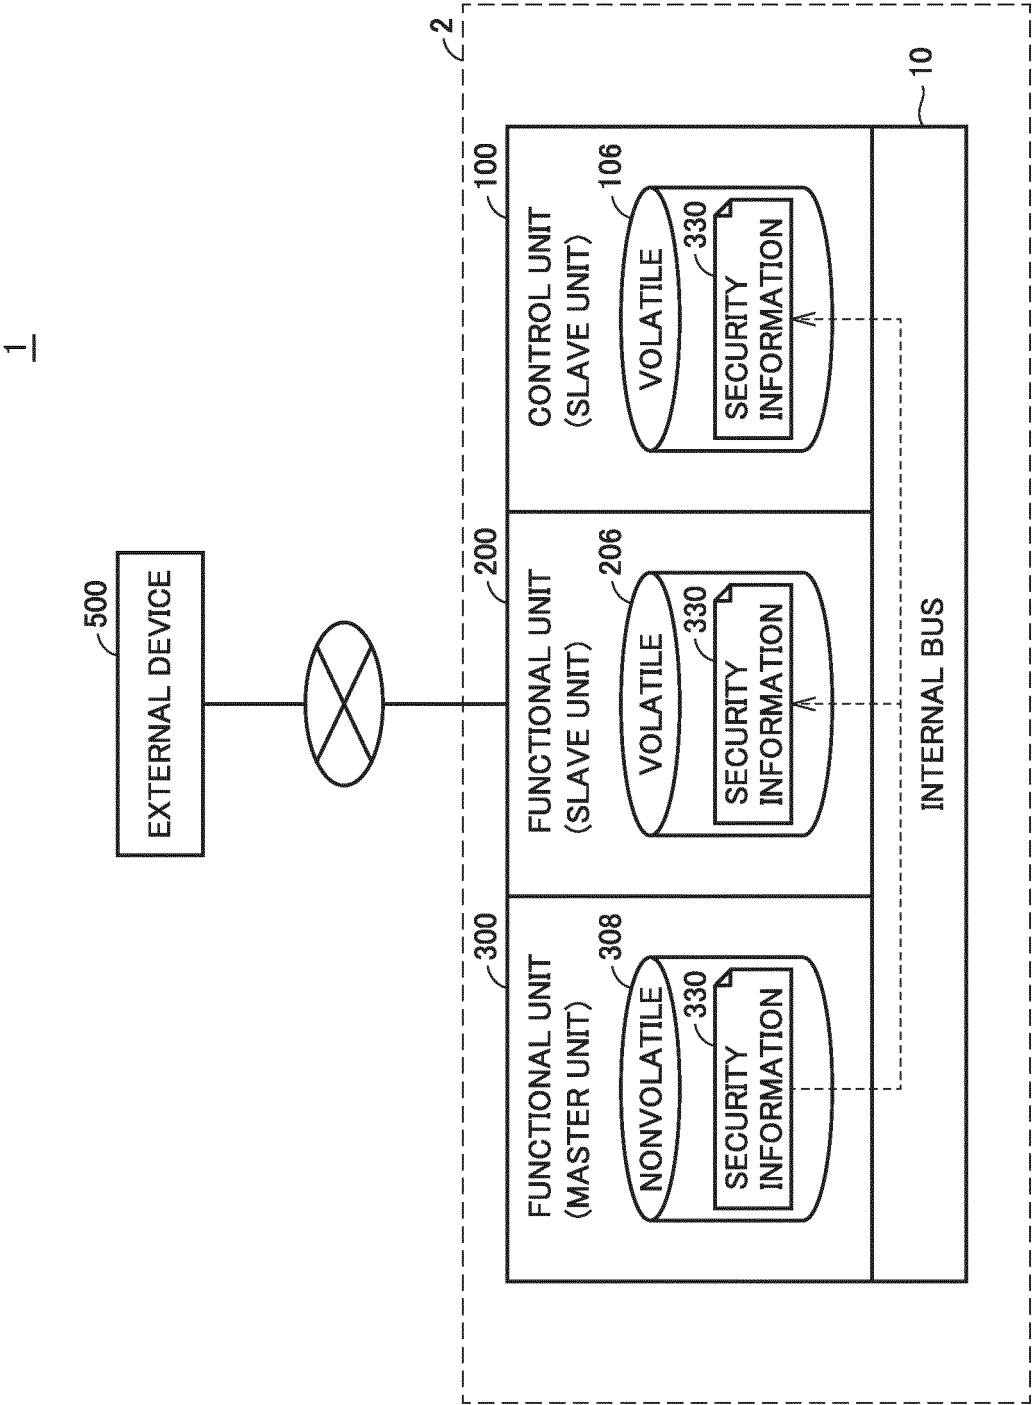 1
500
EXTERNAL DEVICE
2
300
FUNCTIONAL UNIT
(MASTER UNIT)
308
NONVOLATILE
330
SECURITY
INFORMATION
200
FUNCTIONAL UNIT
(SLAVE UNIT)
206
VOLATILE
330
SECURITY
INFORMATION
100
CONTROL UNIT
(SLAVE UNIT)
106
VOLATILE
330
SECURITY
INFORMATION
INTERNAL BUS
10